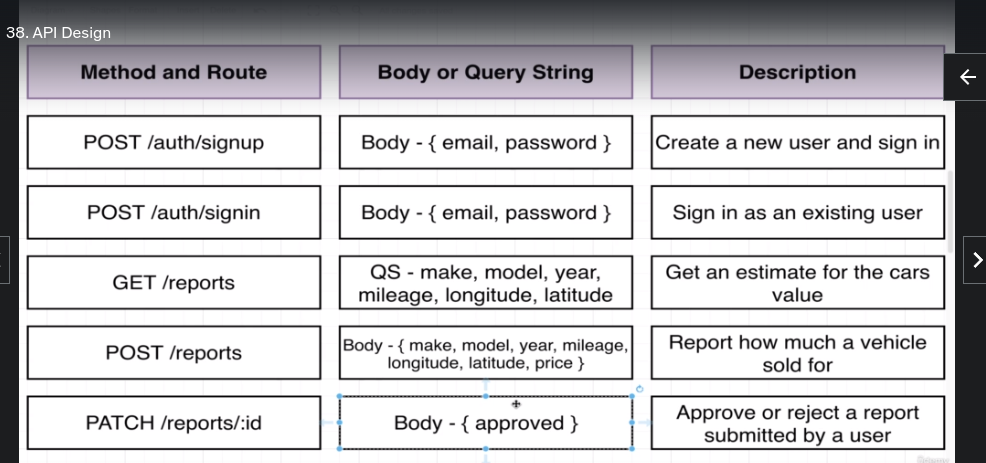 38. API Design
Method and Route
Body or Query String
Description
POST /auth/signup
Body - { email, password }
Create a new user and sign in
POST /auth/signin
Body - { email, password }
Sign in as an existing user
GET /reports
QS - make, model, year,
mileage, longitude, latitude
Get an estimate for the cars
value
POST /reports
Body - { make, model, year, mileage,
longitude, latitude, price }
Report how much a vehicle
sold for
PATCH /reports/:id
Body - { approved }
Approve or reject a report
submitted by a user